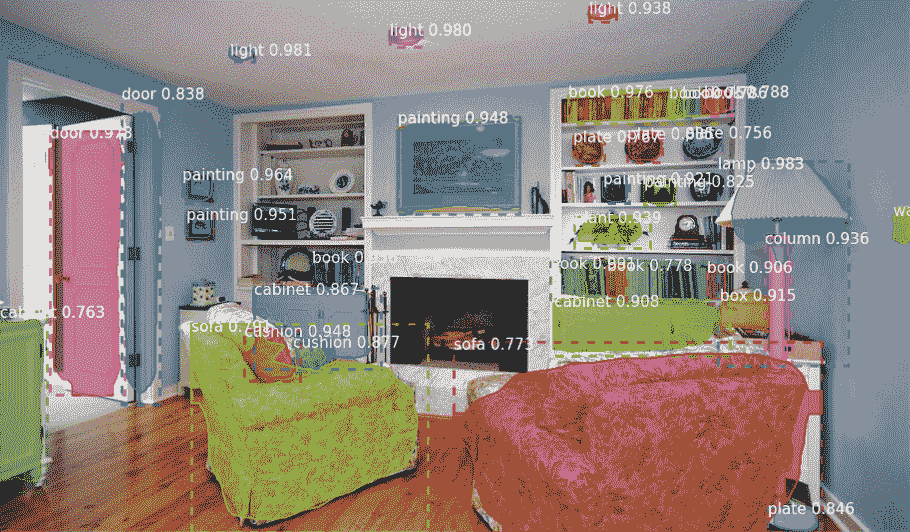 light 0.938
light 0.980
light 0.981
book 0.976
door 0.838
painting 0.948
door 0.973
plate 0.756
lamp 0.983
painting 0.964
painting 0.921
0.825
painting 0.951
plant 0.939
column 0.936
book
book 0.778
book 0.906
cabinet 0.867
box 0.915
cabinet 0.908
0.763
sofa
cushion 0.948
cushion 0.877
sofa 0.773
plate 0.846